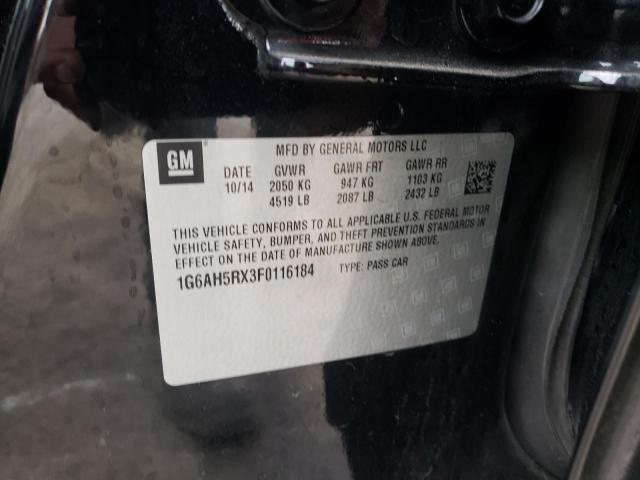 GM
MFD BY GENERAL MOTORS LLC
DATE GVWR GAWR FRT GAWR RR
10/14 2050 KG 947 KG 1103 KG
4519 LB 2087 LB 2432 LB
THIS VEHICLE CONFORMS TO ALL APPLICABLE U.S. FEDERAL MOTOR
VEHICLE SAFETY, BUMPER, AND THEFT PREVENTION STANDARDS IN
EFFECT ON THE DATE OF MANUFACTURE SHOWN ABOVE.
1G6AH5RX3F0116184 TYPE: PASS CAR